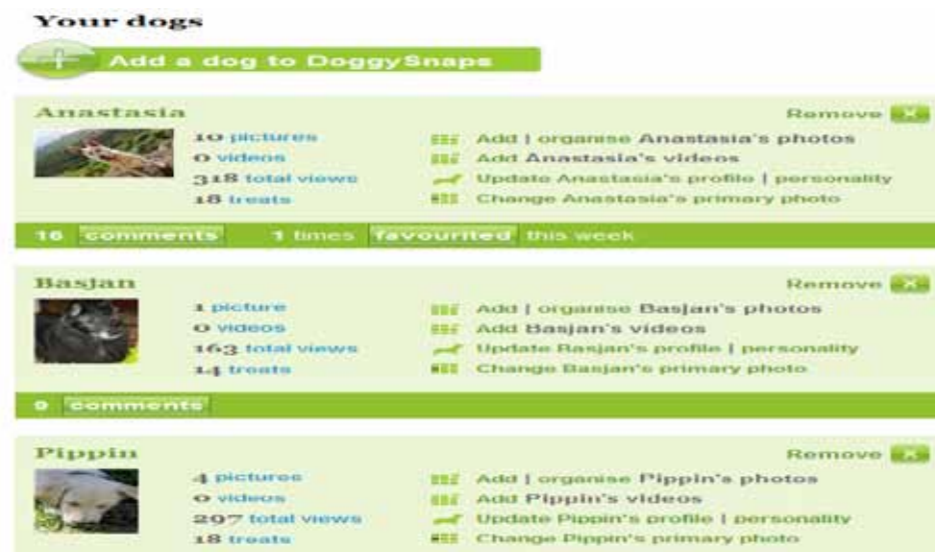 Your dogs
Add a dog to DoggySnaps
Anastasia Remove
10 pictures Add | organise Anastasia's photos
0 videos Add Anastasia's videos
318 total views Update Anastasia's profile | personality
18 treats Change Anastasia's primary photo
16 comments 1 times favourited this week
Basjan Remove
1 picture Add | organise Basjan's photos
0 videos Add Basjan's videos
163 total views Update Basjan's profile | personality
14 treats Change Basjan's primary photo
9 comments
Pippin Remove
4 pictures Add | organise Pippin's photos
0 videos Add Pippin's videos
297 total views Update Pippin's profile | personality
18 treats Change Pippin's primary photo